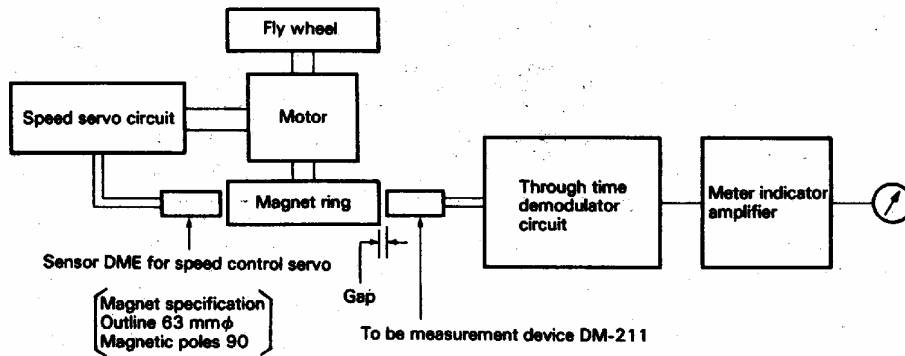 Fly wheel
Speed servo circuit
Motor
Magnet ring
Through time
demodulator
circuit
Meter indicator
amplifier
Sensor DME for speed control servo
Gap
Magnet specification
Outline 63 mmφ
Magnetic poles 90
To be measurement device DM-211